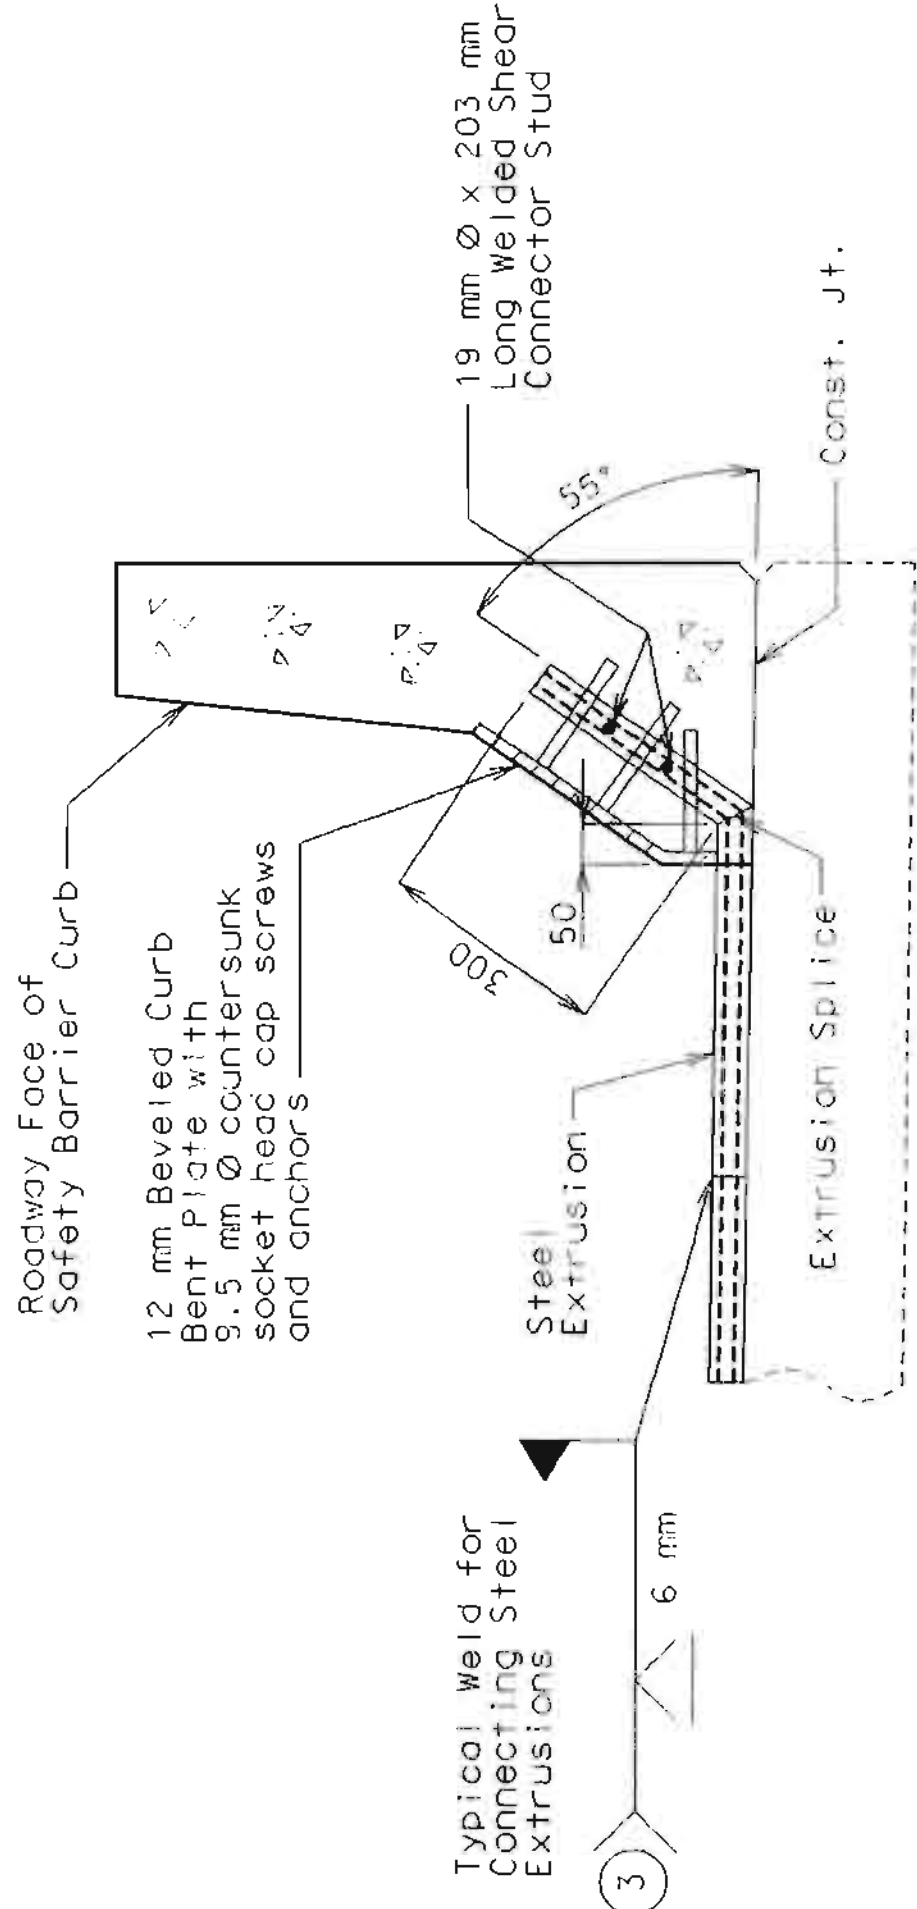 Roadway Face of
Safety Barrier Curb
12 mm Beveled Curb
Bent Plate with
9.5 mm Ø countersunk
socket head cap screws
and anchors
19 mm Ø x 203 mm
Long Welded Shear
Connector Stud
55°
300
50
Steel
Extrusion
Const. Jt.
Extrusion Splice
Typical Weld for
Connecting Steel
Extrusions
6 mm
3